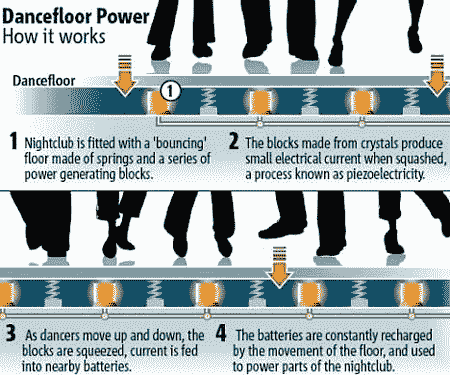 Dancefloor Power
How it works
Dancefloor
1
1 Nightclub is fitted with a 'bouncing'
floor made of springs and a series of
power generating blocks.
2 The blocks made from crystals produce
small electrical current when squashed,
a process known as piezoelectricity.
3 As dancers move up and down, the
blocks are squeezed, current is fed
into nearby batteries.
4 The batteries are constantly recharged
by the movement of the floor, and used
to power parts of the nightclub.